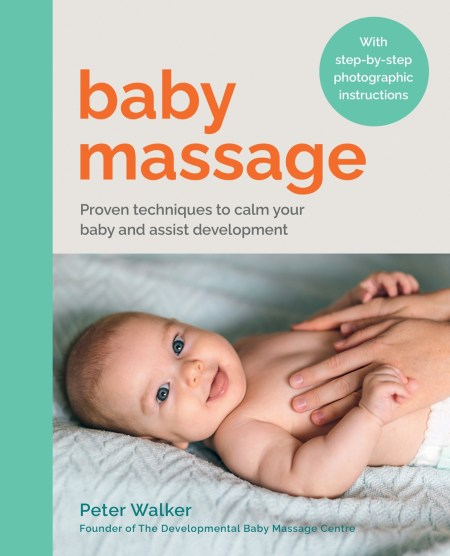 With
step-by-step
photographic
instructions
baby
massage
Proven techniques to calm your
baby and assist development
Peter Walker
Founder of The Developmental Baby Massage Centre